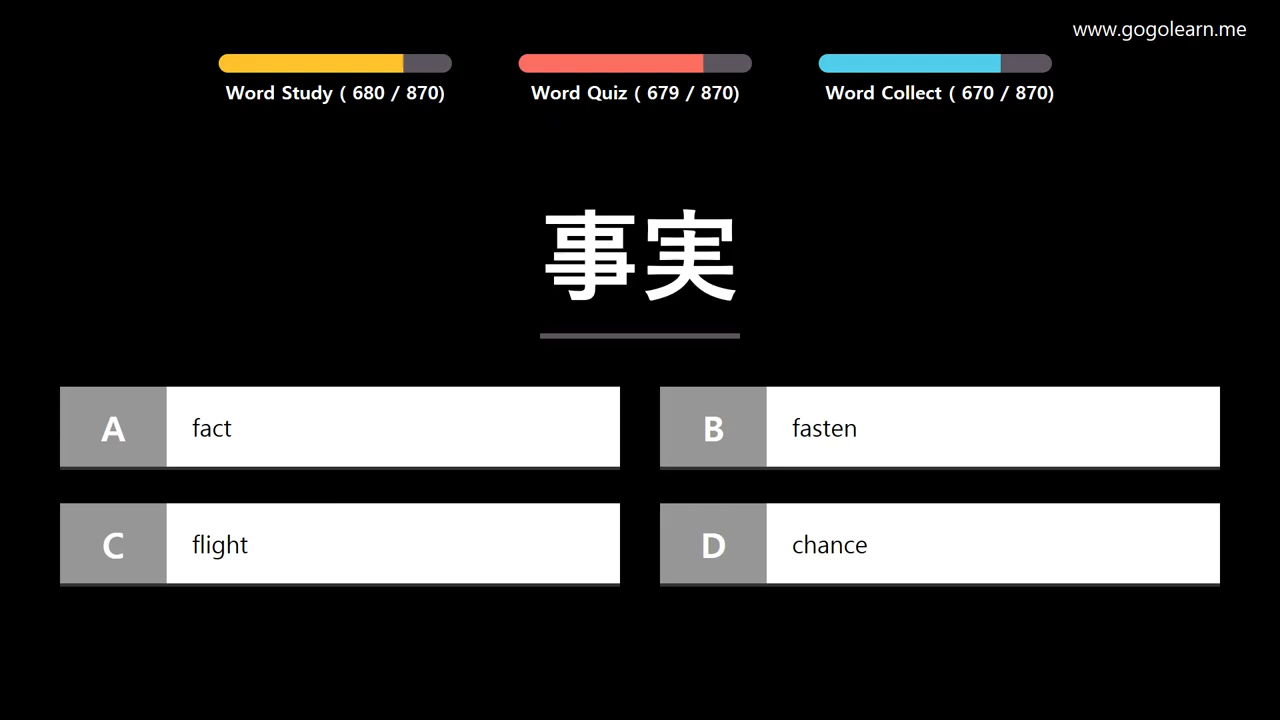 www.gogolearn.me
Word Study ( 680 / 870)
Word Quiz ( 679 / 870)
Word Collect ( 670 / 870)
事実
A fact
B fasten
C flight
D chance